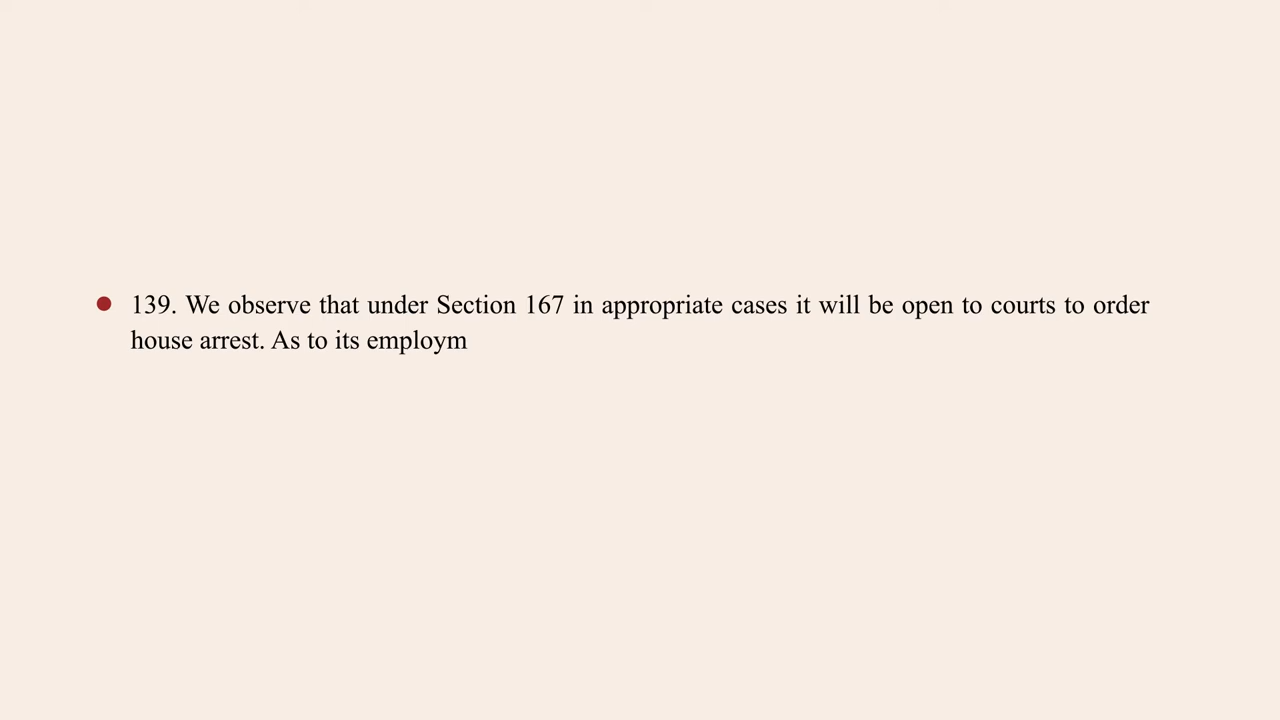 139. We observe that under Section 167 in appropriate cases it will be open to courts to order
house arrest. As to its employm